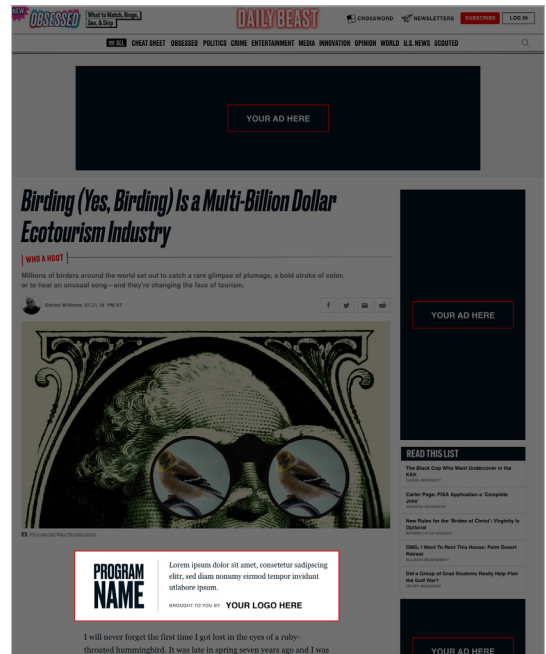 NEW
OBSESSED
What to Watch, Binge,
See, & Skip
DAILY BEAST
CROSSWORD
NEWSLETTERS
SUBSCRIBE
LOG IN
ALL CHEAT SHEET OBSESSED POLITICS CRIME ENTERTAINMENT MEDIA INNOVATION OPINION WORLD U.S. NEWS SCOUTED
YOUR AD HERE
Birding (Yes, Birding) Is a Multi-Billion Dollar
Ecotourism Industry
WHO A HOOT
Millions of birders around the world set out to catch a rare glimpse of plumage, a bold stroke of color,
or to hear an unusual song—and they're changing the face of tourism.
Williams 07.21.18 PM ET
YOUR AD HERE
READ THIS LIST
The Black Cop Who Went Undercover in the
KKK
Carter Page: FISA Application a 'Complete
Joke'
New Rules for the 'Brides of Christ': Virginity Is
Optional
OMG, I Want To Rent This House: Palm Desert
Retreat
Did a Group of Grad Students Really Help Plan
the Gulf War?
PROGRAM
NAME
Lorem ipsum dolor sit amet, consetetur sadipscing
elitr, sed diam nonumy eirmod tempor invidunt
utlabore ipsum.
BROUGHT TO YOU BY YOUR LOGO HERE
I will never forget the first time I got lost in the eyes of a ruby-
throated hummingbird. It was late in spring seven years ago and I was
YOUR AD HERE